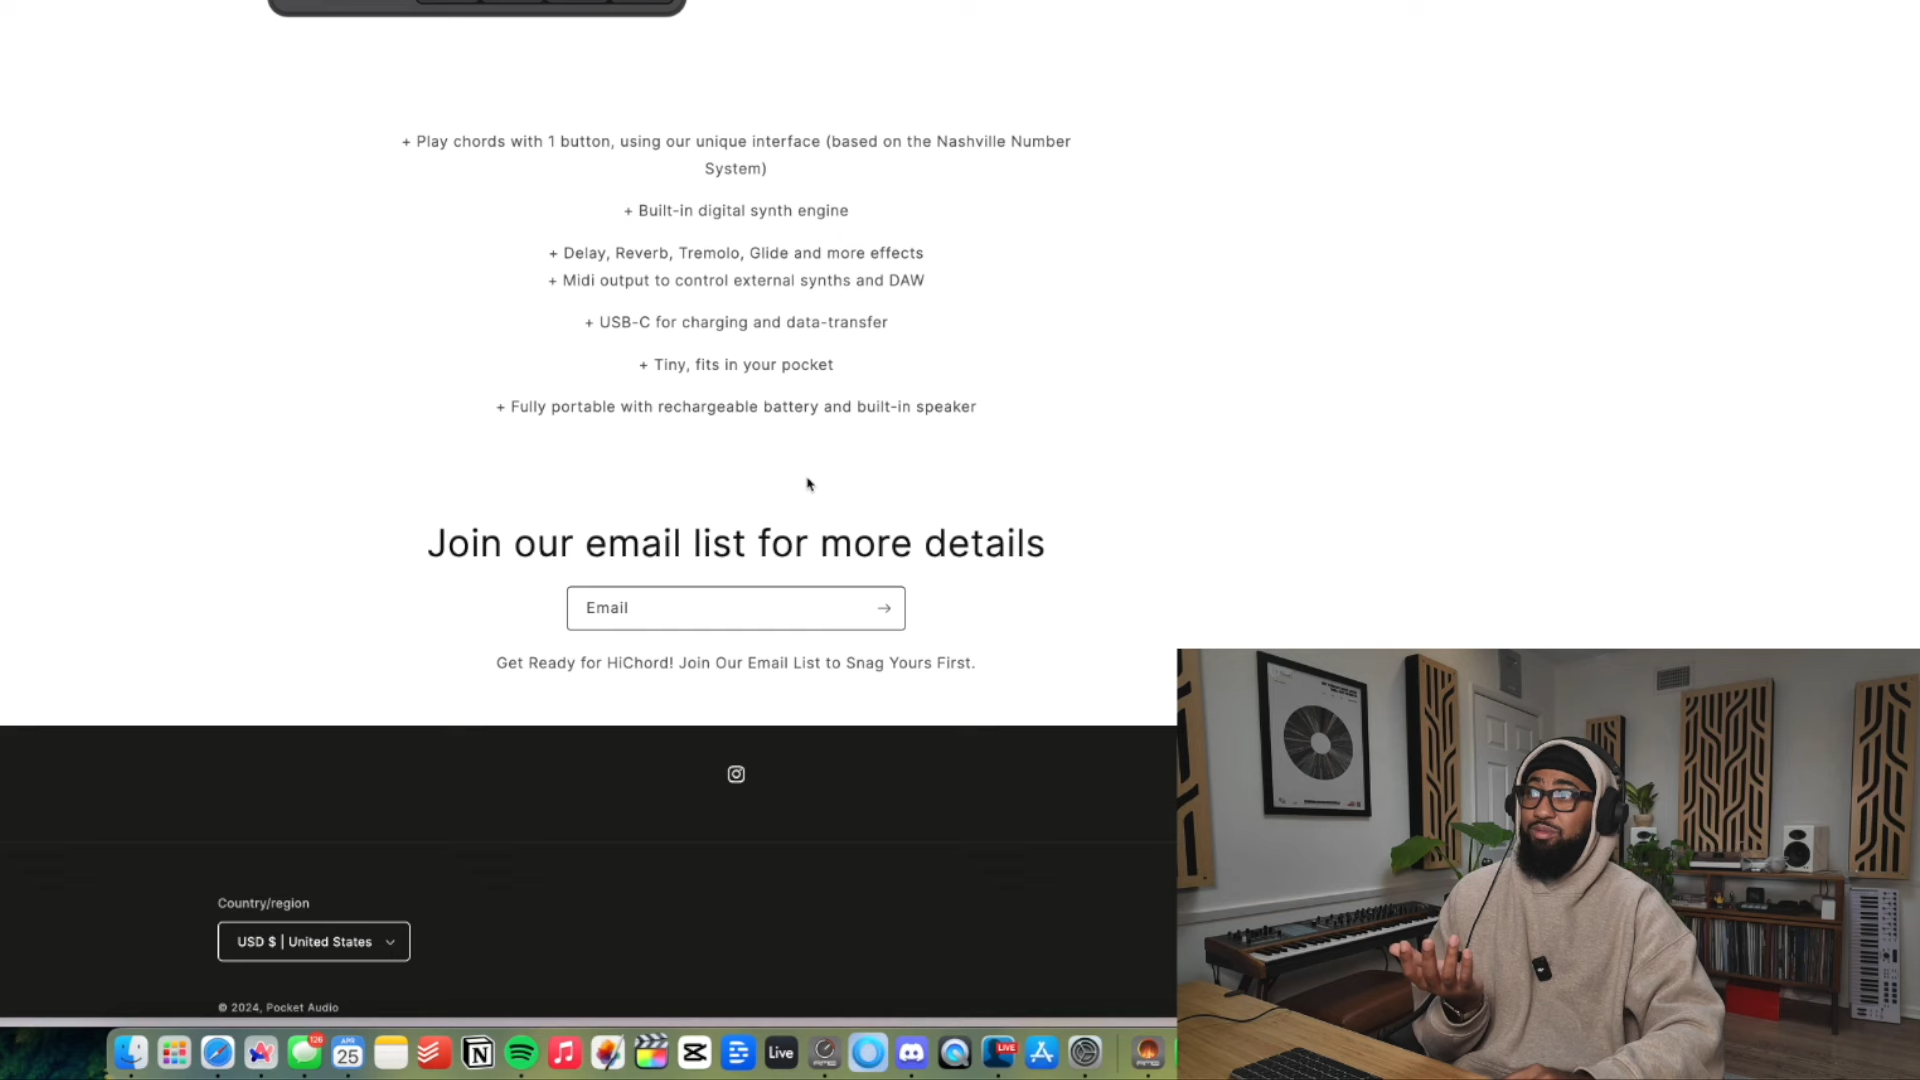 + Play chords with 1 button, using our unique interface (based on the Nashville Number
System)
+ Built-in digital synth engine
+ Delay, Reverb, Tremolo, Glide and more effects
+ Midi output to control external synths and DAW
+ USB-C for charging and data-transfer
+ Tiny, fits in your pocket
+ Fully portable with rechargeable battery and built-in speaker
Join our email list for more details
Email →
Get Ready for HiChord! Join Our Email List to Snag Yours First.
Country/region
USD $ | United States
© 2024, Pocket Audio
126
APR
25
Live
LIVE